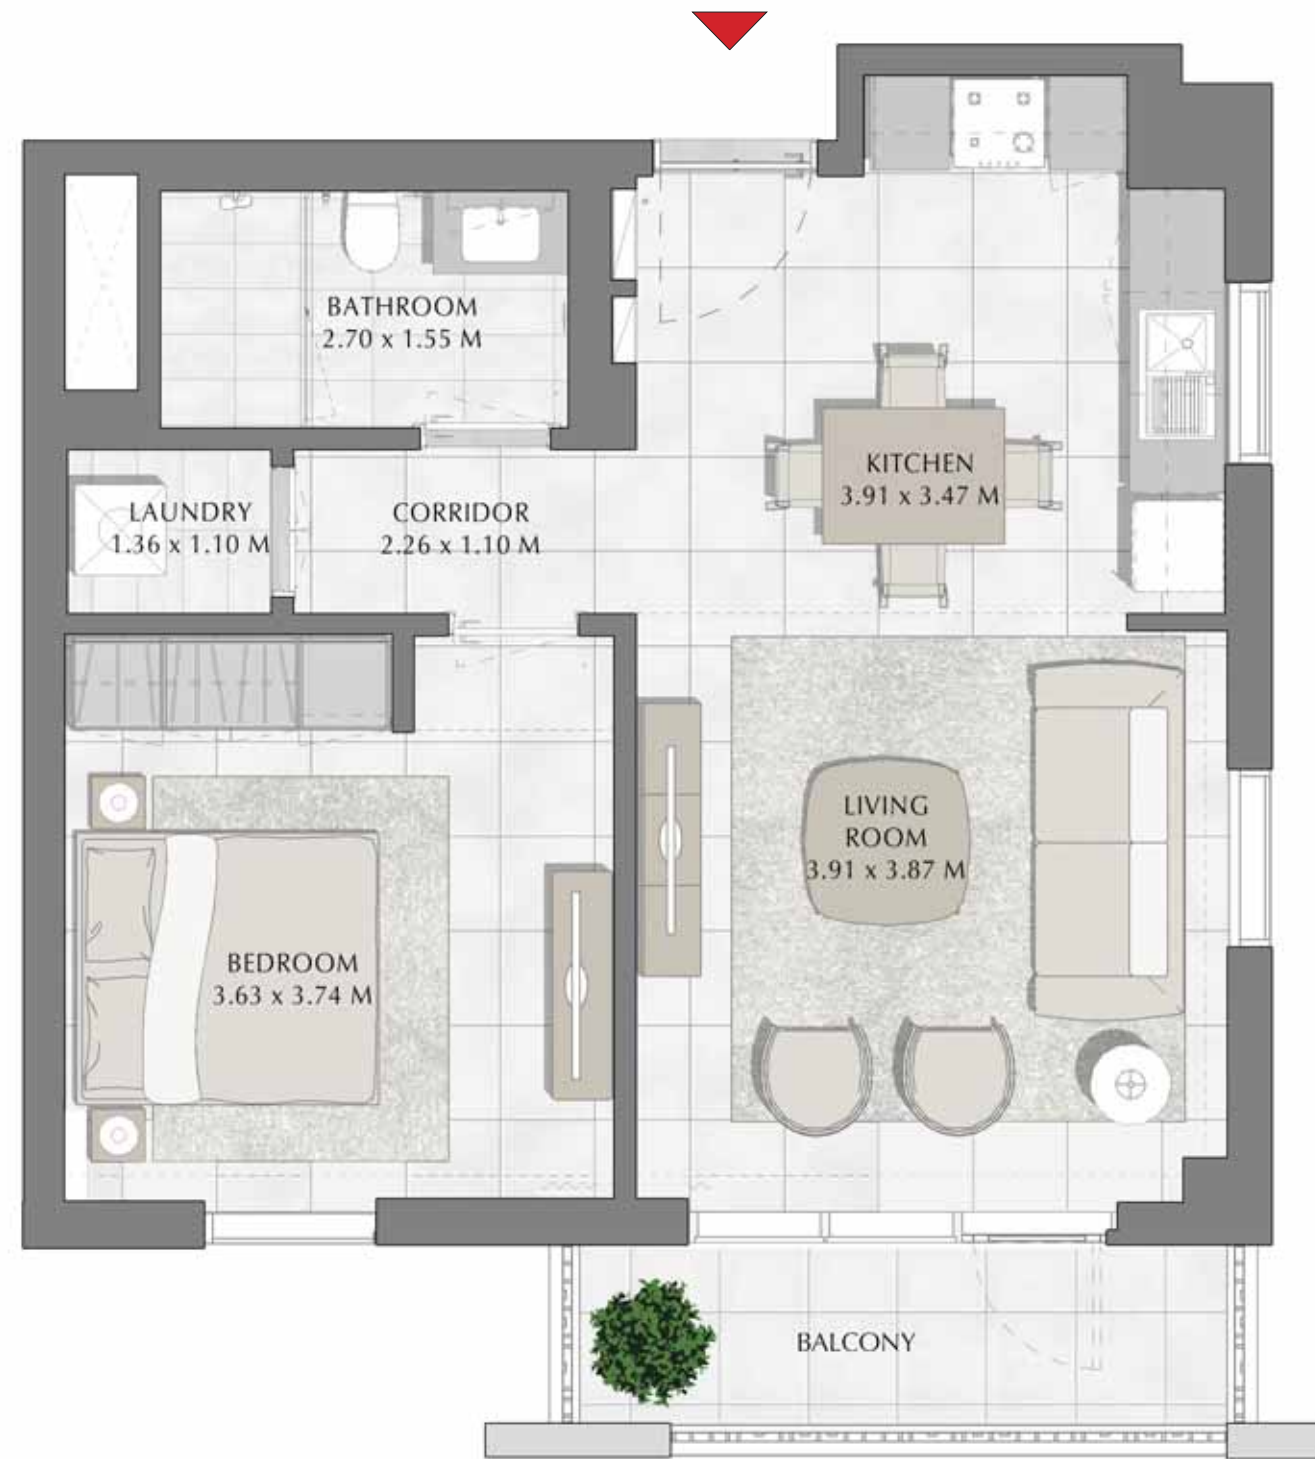 BATHROOM
2.70 x 1.55 M
KITCHEN
3.91 x 3.47 M
LAUNDRY
1.36 x 1.10 M
CORRIDOR
2.26 x 1.10 M
LIVING
ROOM
3.91 x 3.87 M
BEDROOM
3.63 x 3.74 M
BALCONY